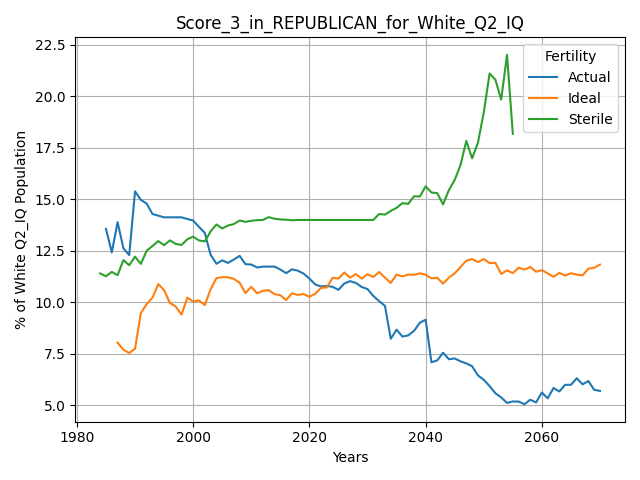 Score_3_in_REPUBLICAN_for_White_Q2_IQ
% of White Q2_IQ Population
22.5
20.0
17.5
15.0
12.5
10.0
7.5
5.0
Fertility
Actual
Ideal
Sterile
1980
2000
2020
2040
2060
Years